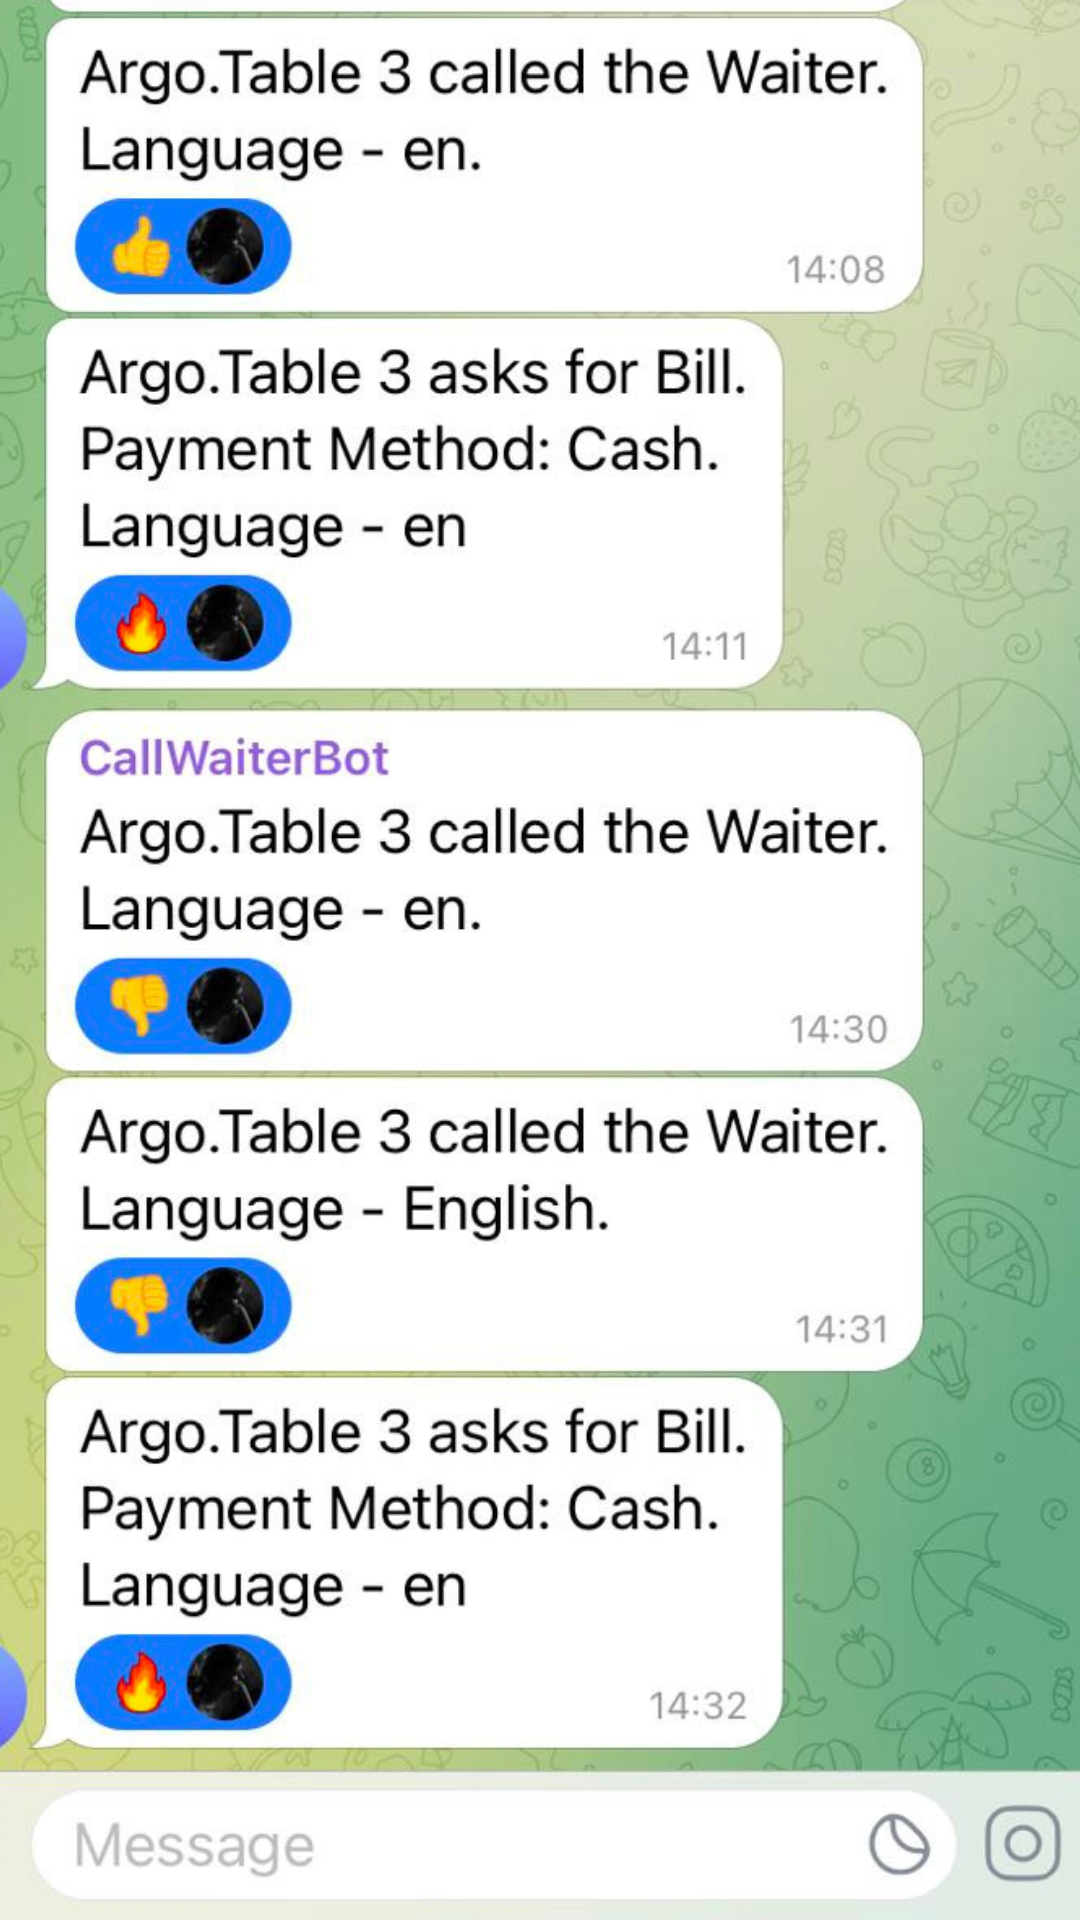 Argo.Table 3 called the Waiter.
Language - en.
14:08
Argo.Table 3 asks for Bill.
Payment Method: Cash.
Language - en
14:11
CallWaiterBot
Argo.Table 3 called the Waiter.
Language - en.
14:30
Argo.Table 3 called the Waiter.
Language - English.
14:31
Argo.Table 3 asks for Bill.
Payment Method: Cash.
Language - en
14:32
Message